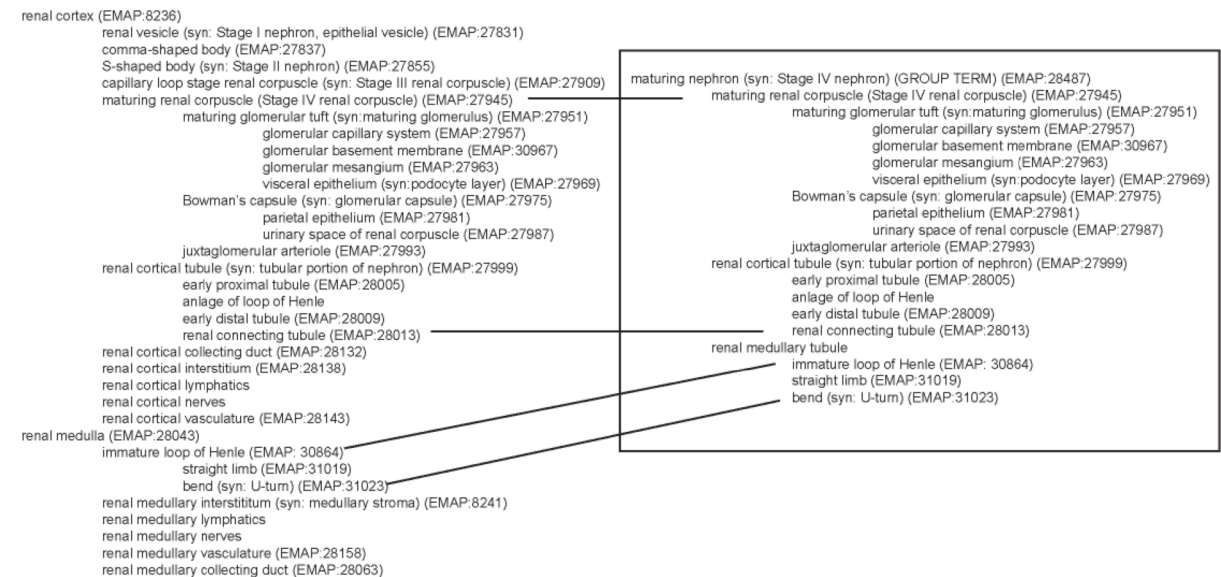 renal cortex (EMAP:8236)
renal vesicle (syn: Stage I nephron, epithelial vesicle) (EMAP:27831)
comma-shaped body (EMAP:27837)
S-shaped body (syn: Stage II nephron) (EMAP:27855)
capillary loop stage renal corpuscle (syn: Stage III renal corpuscle) (EMAP:27909)
maturing renal corpuscle (Stage IV renal corpuscle) (EMAP:27945)
maturing glomerular tuft (syn:maturing glomerulus) (EMAP:27951)
glomerular capillary system (EMAP:27957)
glomerular basement membrane (EMAP:30967)
glomerular mesangium (EMAP:27963)
visceral epithelium (syn:podocyte layer) (EMAP:27969)
Bowman's capsule (syn: glomerular capsule) (EMAP:27975)
parietal epithelium (EMAP:27981)
urinary space of renal corpuscle (EMAP:27987)
juxtaglomerular arteriole (EMAP:27993)
renal cortical tubule (syn: tubular portion of nephron) (EMAP:27999)
early proximal tubule (EMAP:28005)
anlage of loop of Henle
early distal tubule (EMAP:28009)
renal connecting tubule (EMAP:28013)
renal cortical collecting duct (EMAP:28132)
renal cortical interstitium (EMAP:28138)
renal cortical lymphatics
renal cortical nerves
renal cortical vasculature (EMAP:28143)
renal medulla (EMAP:28043)
immature loop of Henle (EMAP: 30864)
straight limb (EMAP:31019)
bend (syn: U-turn) (EMAP:31023)
renal medullary interstititum (syn: medullary stroma) (EMAP:8241)
renal medullary lymphatics
renal medullary nerves
renal medullary vasculature (EMAP:28158)
renal medullary collecting duct (EMAP:28063)
maturing nephron (syn: Stage IV nephron) (GROUP TERM) (EMAP:28487)
maturing renal corpuscle (Stage IV renal corpuscle) (EMAP:27945)
maturing glomerular tuft (syn:maturing glomerulus) (EMAP:27951)
glomerular capillary system (EMAP:27957)
glomerular basement membrane (EMAP:30967)
glomerular mesangium (EMAP:27963)
visceral epithelium (syn:podocyte layer) (EMAP:27969)
Bowman's capsule (syn: glomerular capsule) (EMAP:27975)
parietal epithelium (EMAP:27981)
urinary space of renal corpuscle (EMAP:27987)
juxtaglomerular arteriole (EMAP:27993)
renal cortical tubule (syn: tubular portion of nephron) (EMAP:27999)
early proximal tubule (EMAP:28005)
anlage of loop of Henle
early distal tubule (EMAP:28009)
renal connecting tubule (EMAP:28013)
renal medullary tubule
immature loop of Henle (EMAP: 30864)
straight limb (EMAP:31019)
bend (syn: U-turn) (EMAP:31023)